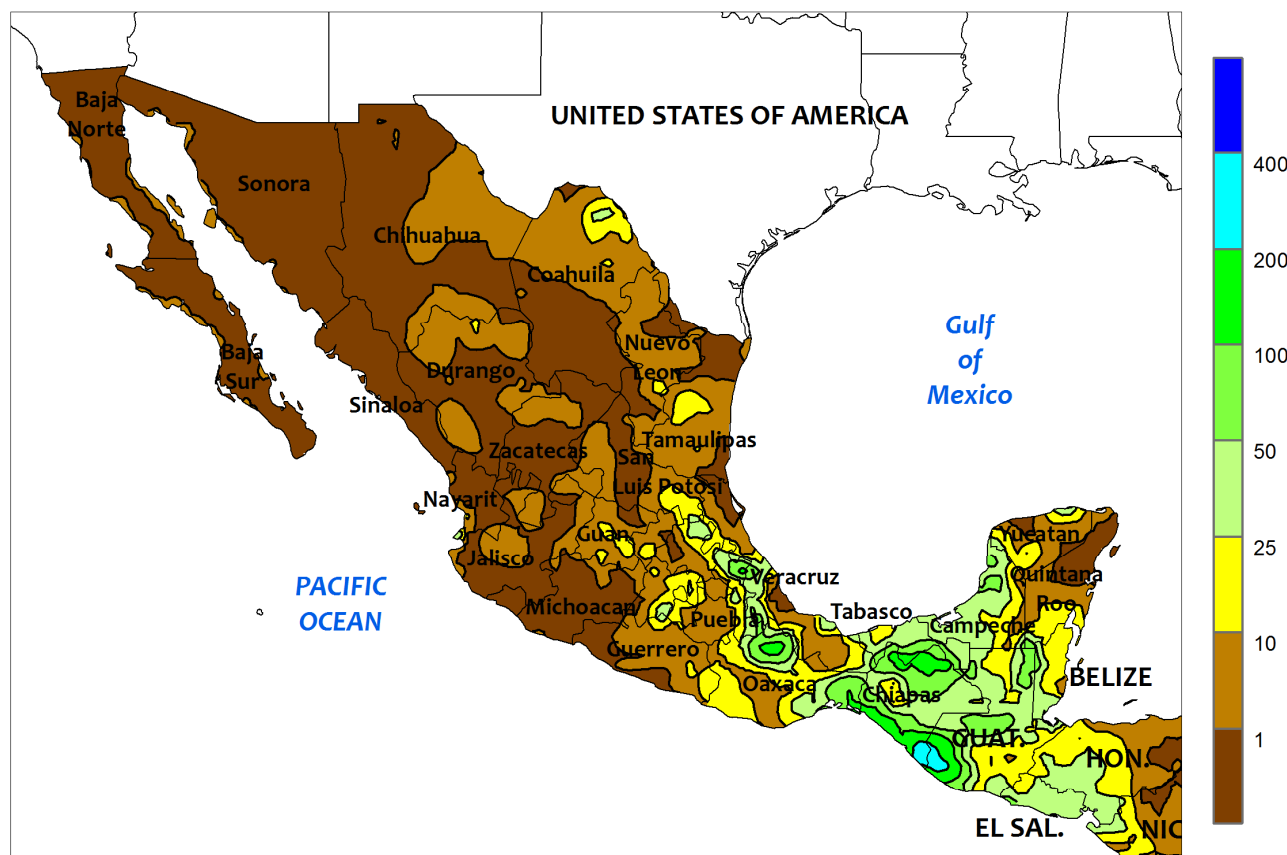 UNITED STATES OF AMERICA
Baja
Norte
Sonora
Chihuahua
Coahuila
Nuevo
Leon
Baja
Sur
Durango
Sinaloa
Zacatecas
San
Luis Potosi
Tamaulipas
Nayarit
Guan.
Jalisco
Michoacan
Puebla
Veracruz
Guerrero
Oaxaca
Tabasco
Campeche
Chiapas
Yucatan
Quintana
Roo
Gulf
of
Mexico
PACIFIC
OCEAN
BELIZE
GUAT.
HON.
EL SAL.
NIC
400
200
100
50
25
10
1